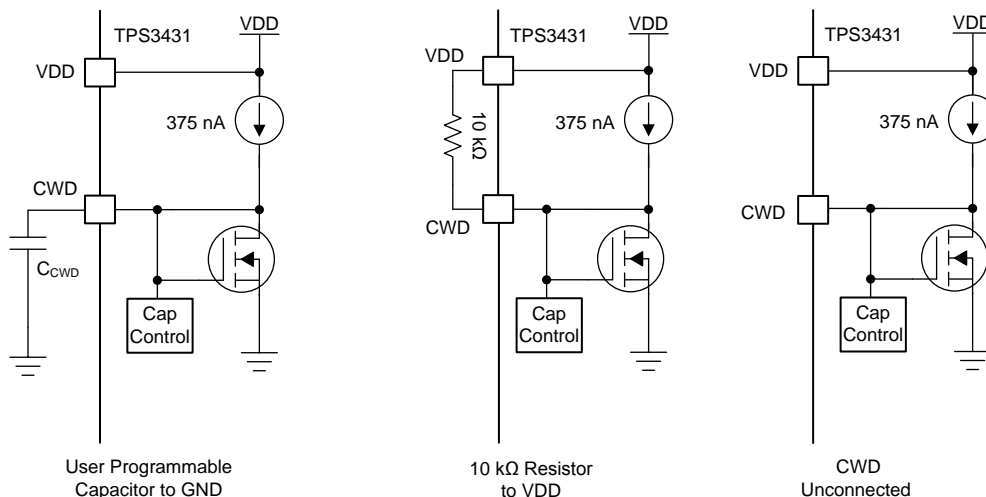 TPS3431
VDD
VDD
375 nA
CWD
CCWD
Cap
Control
User Programmable
Capacitor to GND
TPS3431
VDD
VDD
10 kΩ
375 nA
CWD
Cap
Control
10 kΩ Resistor
to VDD
TPS3431
VDD
VDD
375 nA
CWD
Cap
Control
CWD
Unconnected